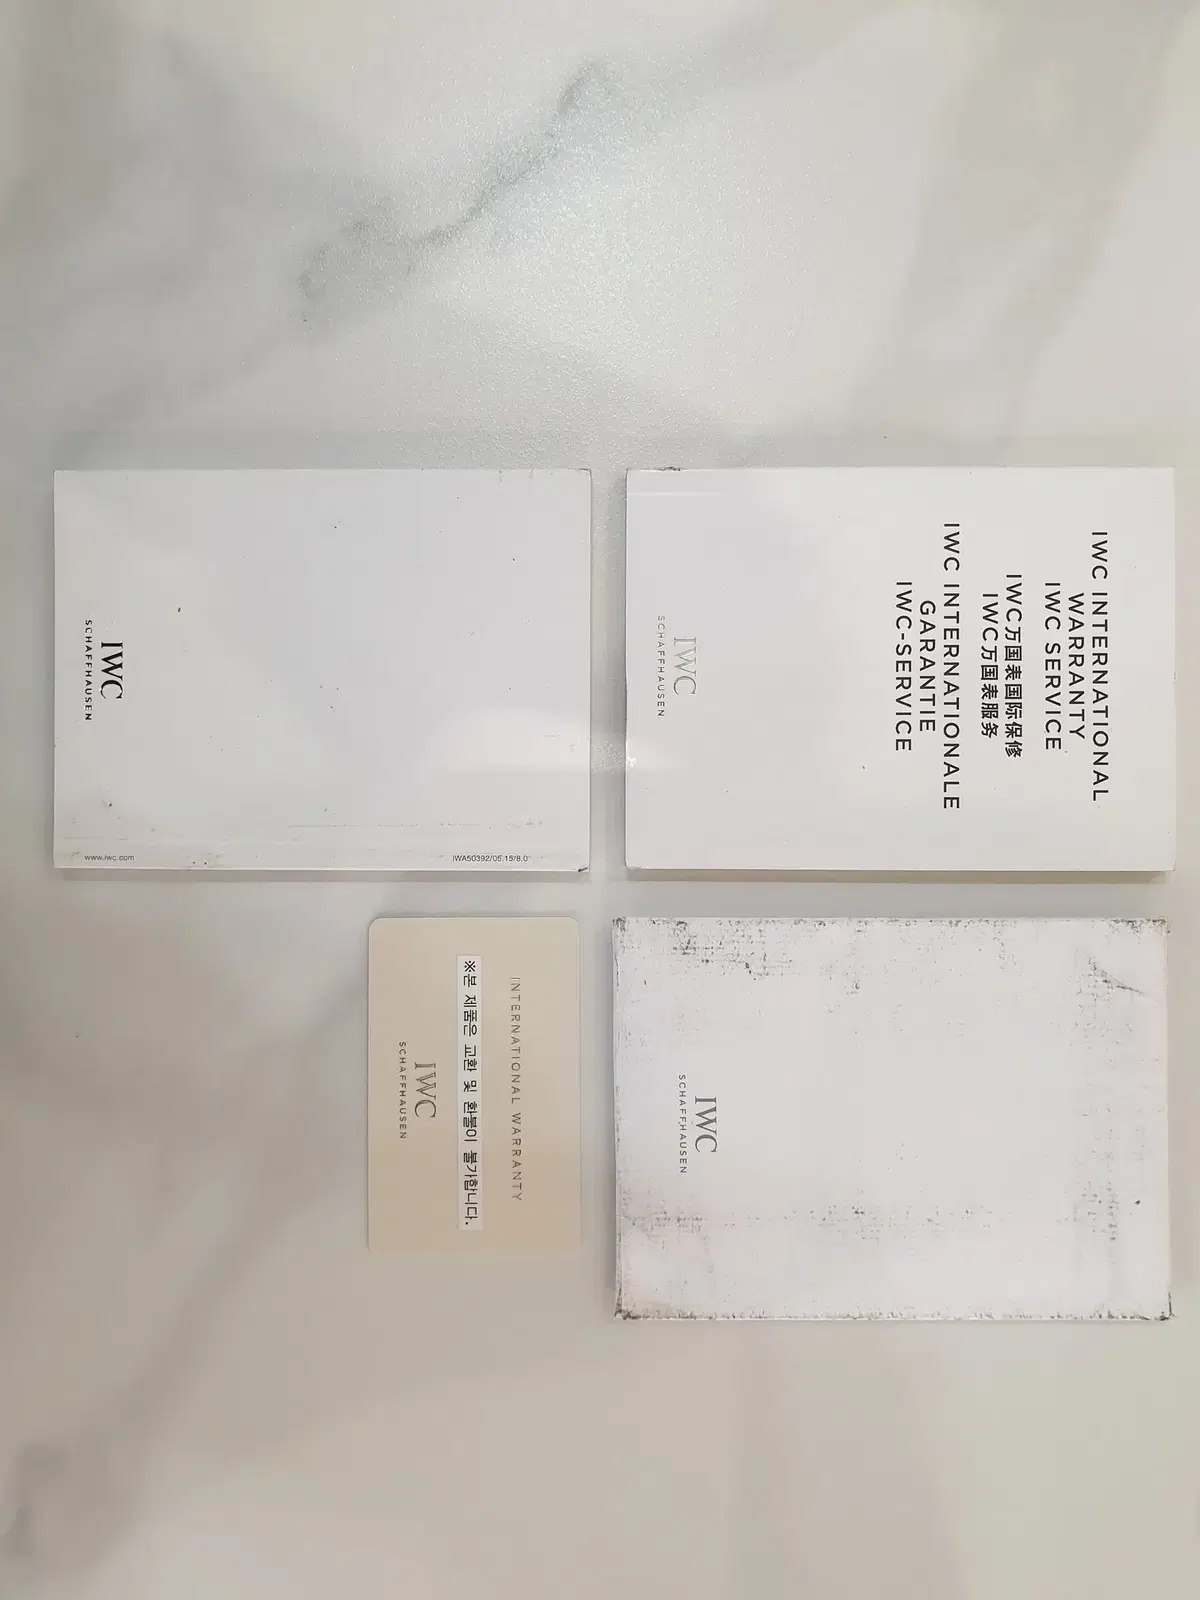 IWC INTERNATIONAL
WARRANTY
IWC SERVICE
IWC万国表国际保修
IWC万国表服务
IWC INTERNATIONALE
GARANTIE
IWC-SERVICE
IWC
SCHAFFHAUSEN
IWA50392/05.15/8.0
www.iwc.com
IWC
SCHAFFHAUSEN
IWC
SCHAFFHAUSEN
INTERNATIONAL WARRANTY
※본 제품은 교환 및 환불이 불가합니다.
IWC
SCHAFFHAUSEN